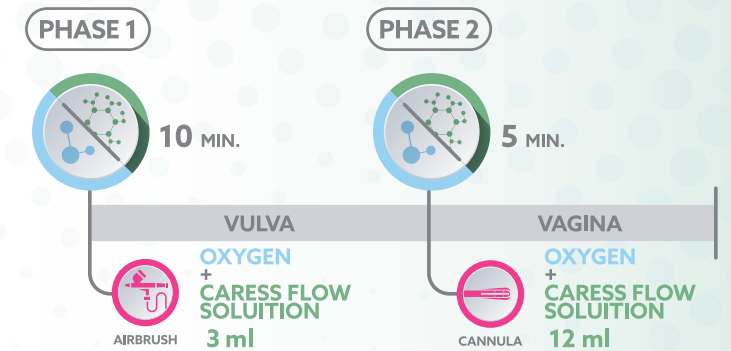 PHASE 1
PHASE 2
10 MIN.
5 MIN.
VULVA
VAGINA
OXYGEN
+
CARESS FLOW
SOLUITION
3 ml
AIRBRUSH
OXYGEN
+
CARESS FLOW
SOLUITION
12 ml
CANNULA